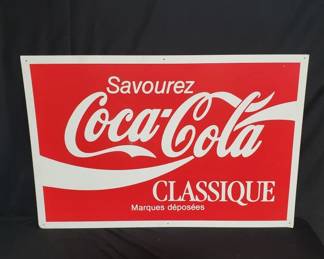 Savourez
Coca-Cola
CLASSIQUE
Marques déposées